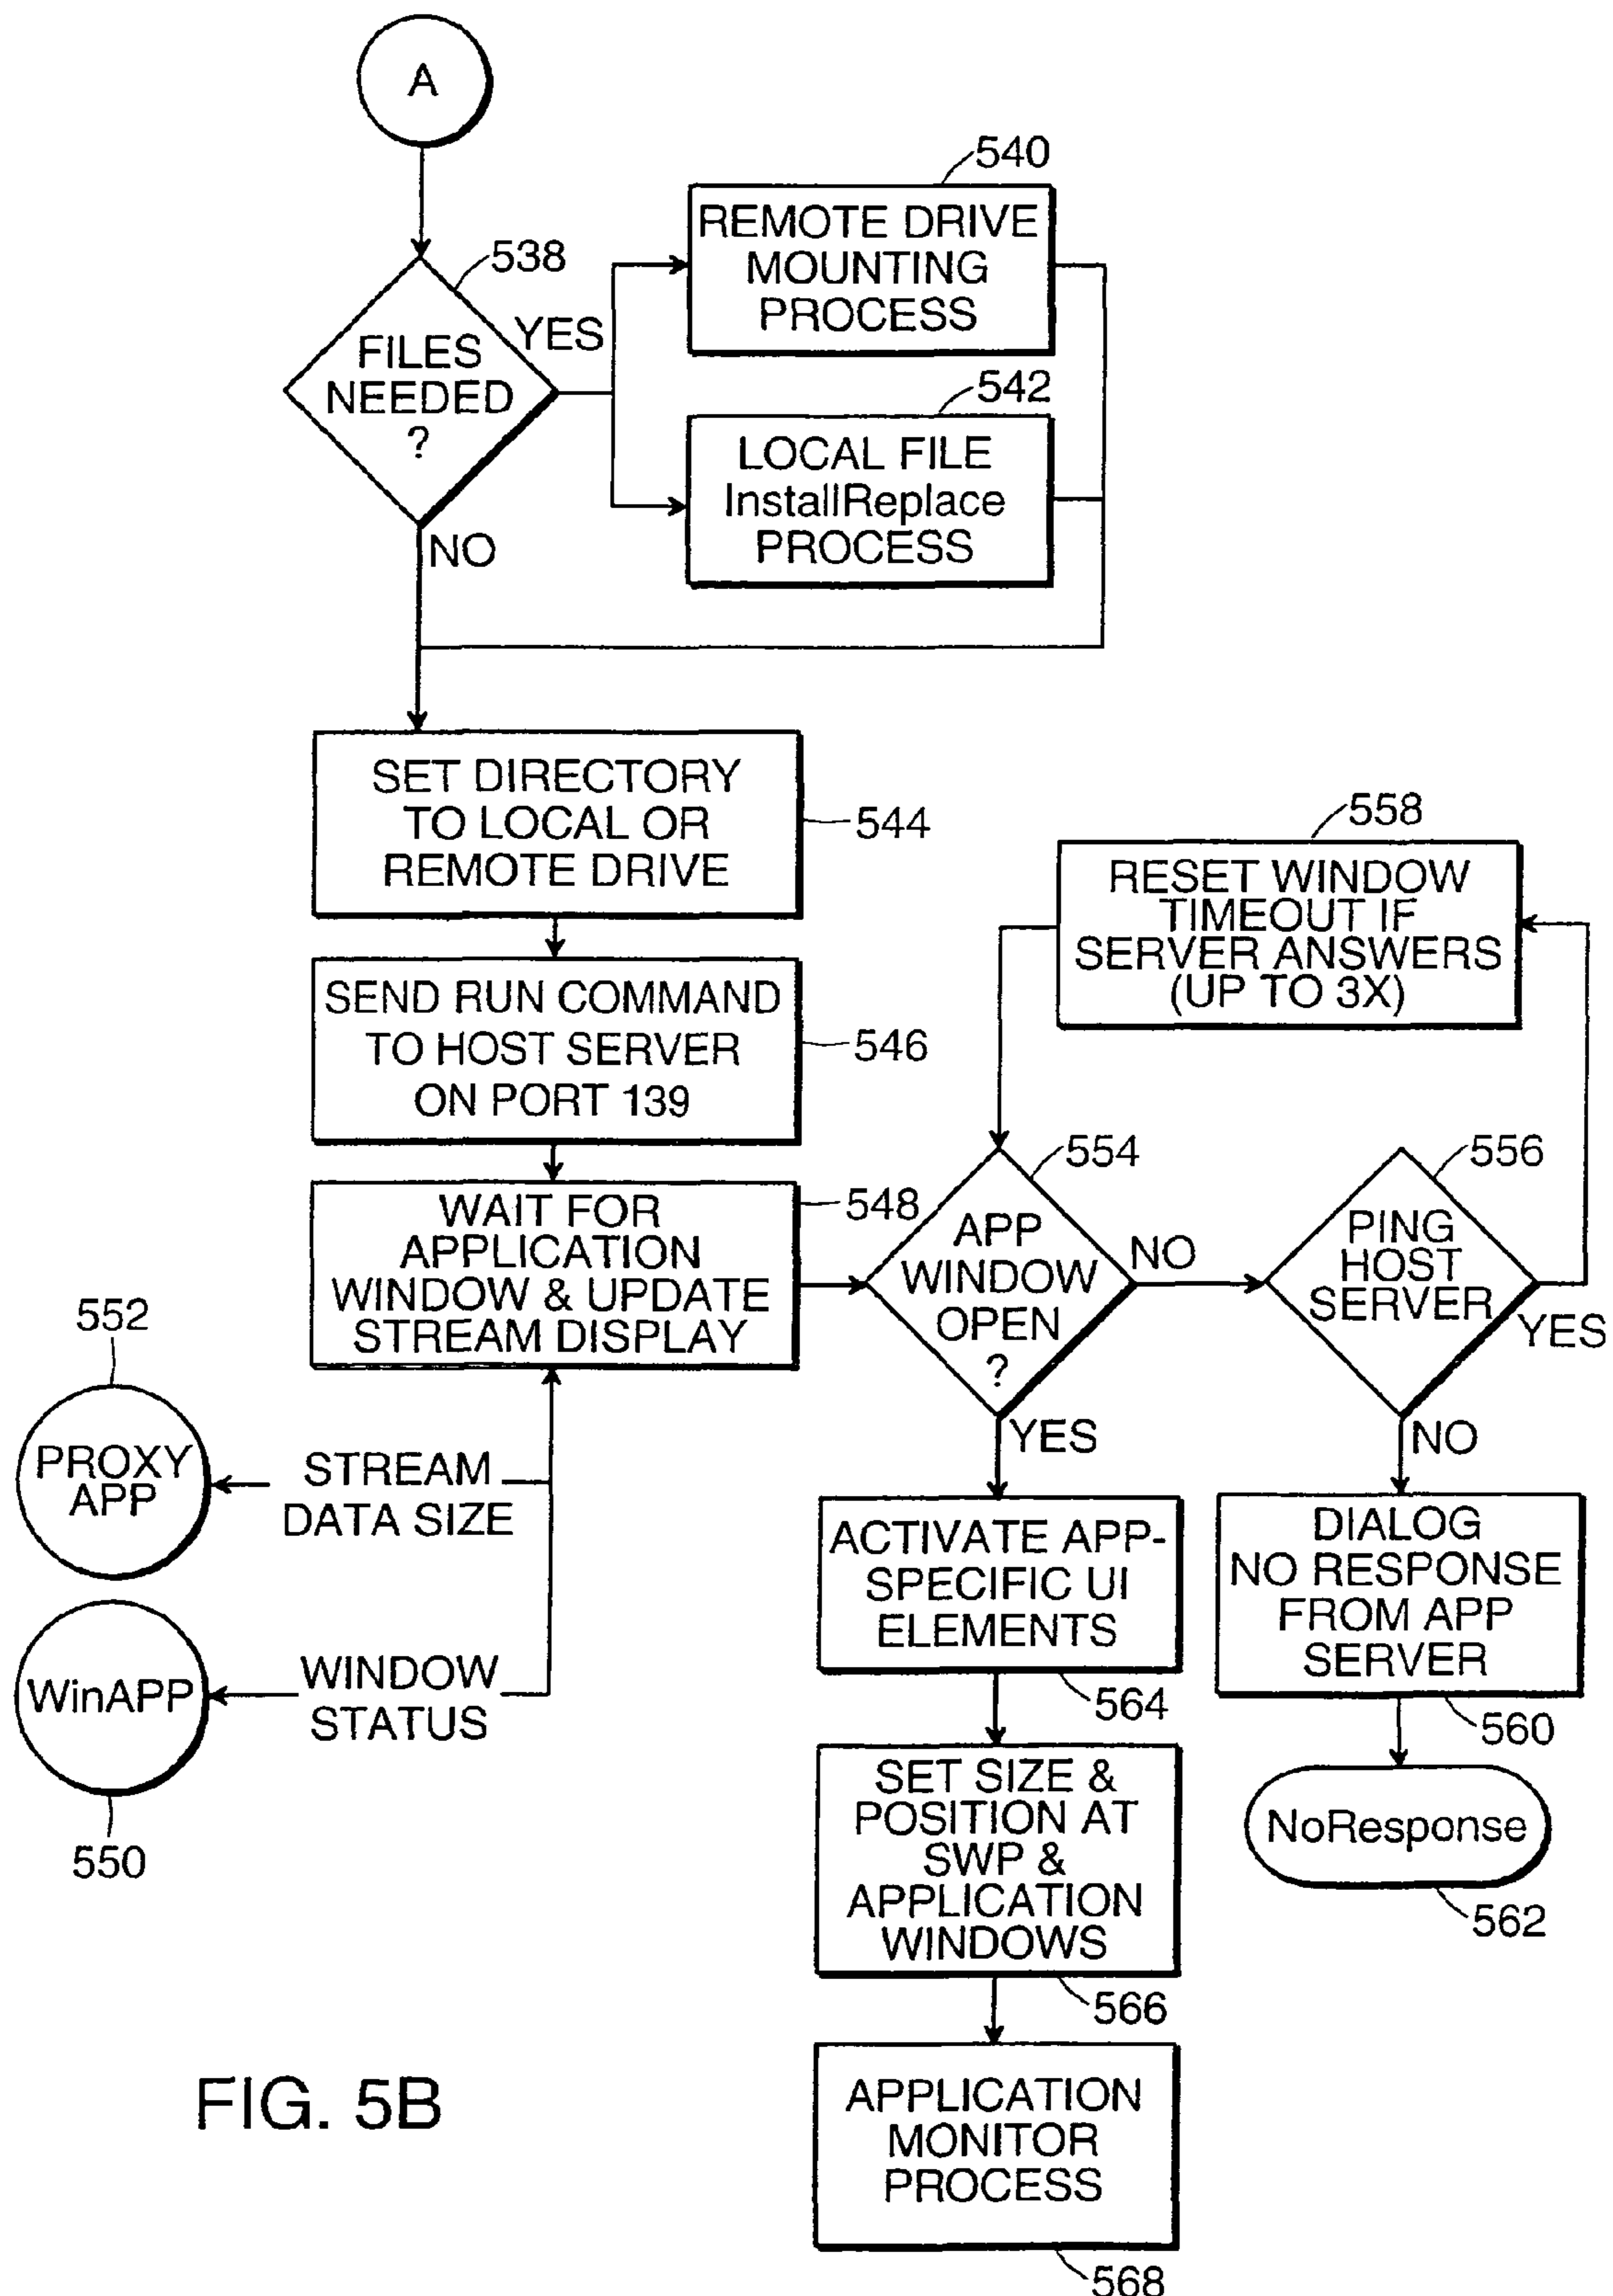 A
540
REMOTE DRIVE
MOUNTING
PROCESS
538
YES
FILES
NEEDED
?
542
LOCAL FILE
InstallReplace
PROCESS
NO
SET DIRECTORY
TO LOCAL OR
REMOTE DRIVE
544
558
RESET WINDOW
TIMEOUT IF
SERVER ANSWERS
(UP TO 3X)
SEND RUN COMMAND
TO HOST SERVER
ON PORT 139
546
WAIT FOR
APPLICATION
WINDOW & UPDATE
STREAM DISPLAY
548
554
APP
WINDOW
OPEN
?
NO
556
PING
HOST
SERVER
YES
552
PROXY
APP
STREAM
DATA SIZE
WinAPP
WINDOW
STATUS
550
YES
ACTIVATE APP-
SPECIFIC UI
ELEMENTS
564
NO
DIALOG
NO RESPONSE
FROM APP
SERVER
560
NoResponse
562
SET SIZE &
POSITION AT
SWP &
APPLICATION
WINDOWS
566
APPLICATION
MONITOR
PROCESS
568
FIG. 5B